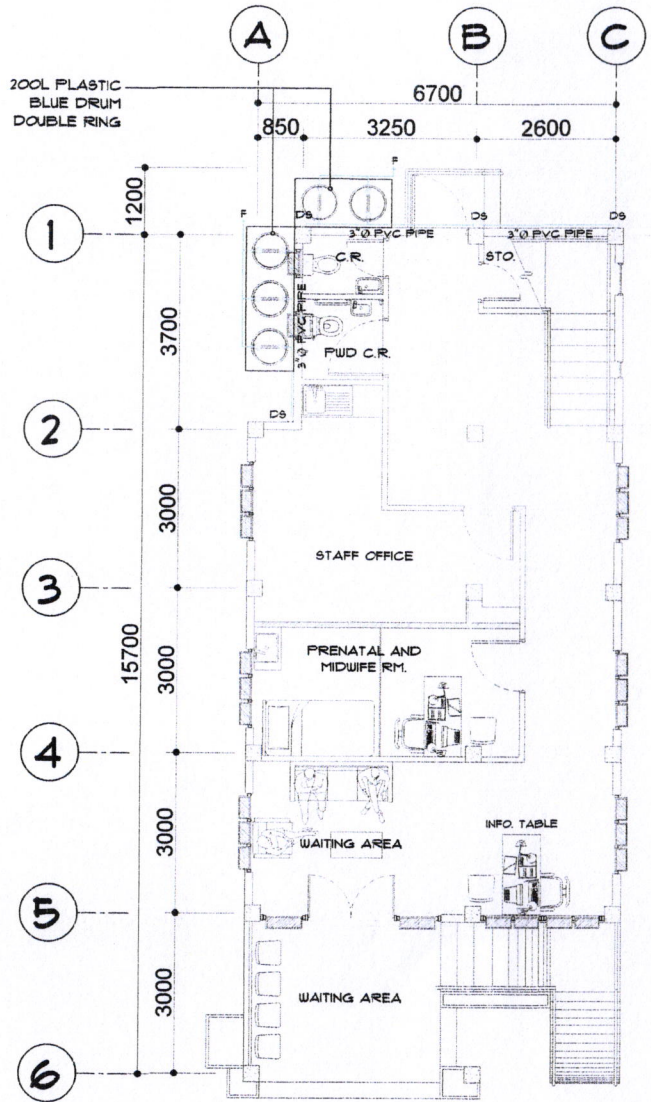 A
B
C
200L PLASTIC
BLUE DRUM
DOUBLE RING
6700
850
3250
2600
1200
F
F
DS
DS
DS
1
3"Ø PVC PIPE
3"Ø PVC PIPE
C.R.
STO.
3"Ø PVC PIPE
3700
PWD C.R.
DS
2
3000
STAFF OFFICE
3
15700
3000
PRENATAL AND
MIDWIFE RM.
4
3000
INFO. TABLE
WAITING AREA
5
3000
WAITING AREA
6